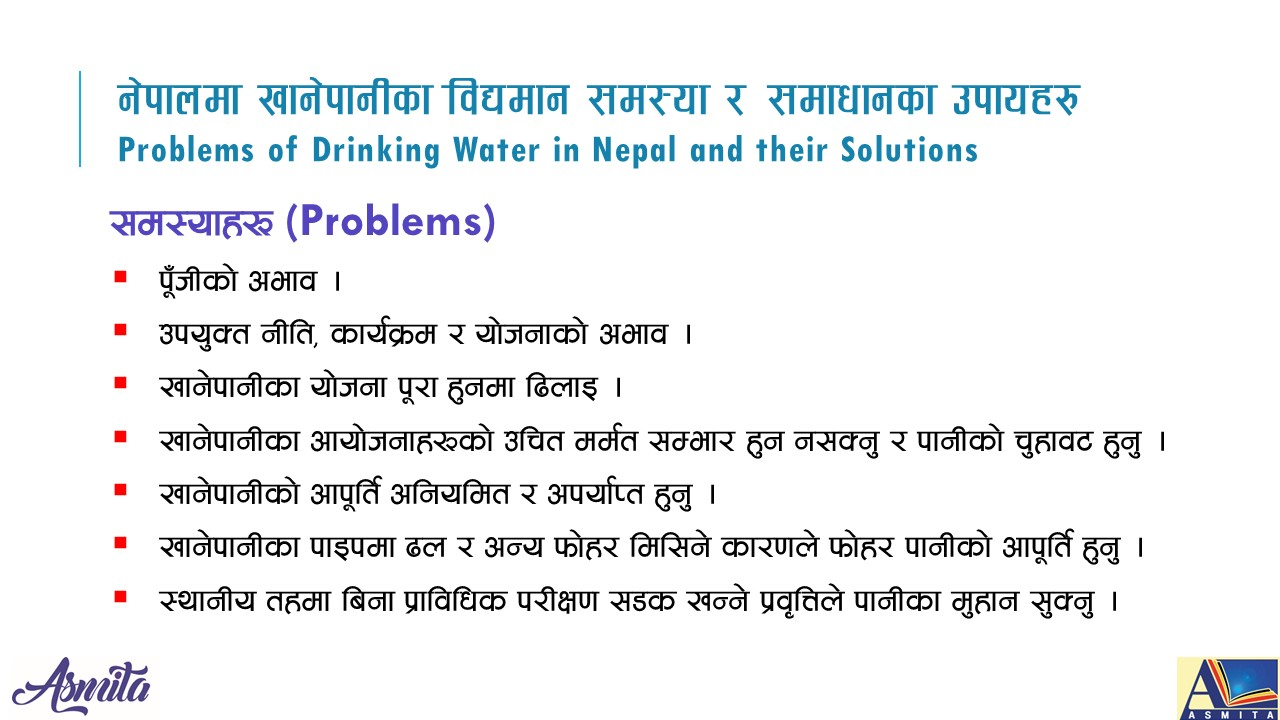 नेपालमा खानेपानीका विद्यमान समस्या र समाधानका उपायहरु
Problems of Drinking Water in Nepal and their Solutions
समस्याहरू (Problems)
▪ पूँजीको अभाव ।
▪ उपयुक्त नीति, कार्यक्रम र योजनाको अभाव ।
▪ खानेपानीका योजना पूरा हुनमा ढिलाइ ।
▪ खानेपानीका आयोजनाहरूको उचित मर्मत सम्भार हुन नसक्नु र पानीको चुहावट हुनु ।
▪ खानेपानीको आपूर्ति अनियमित र अपर्याप्त हुनु ।
▪ खानेपानीका पाइपमा ढल र अन्य फोहर मिसिने कारणले फोहर पानीको आपूर्ति हुनु ।
▪ स्थानीय तहमा बिना प्राविधिक परीक्षण सडक खन्ने प्रवृत्तिले पानीका मुहान सुक्नु ।
Asmita
ASMITA